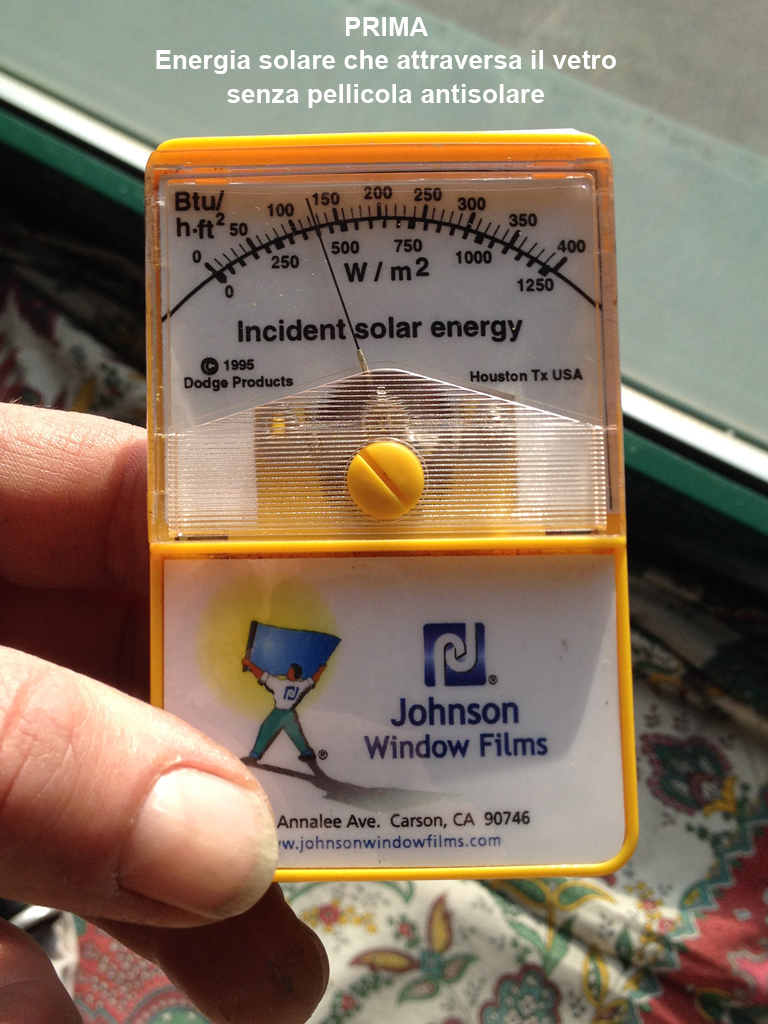 PRIMA
Energia solare che attraversa il vetro
senza pellicola antisolare
Btu/
h·ft²
0 50 100 150 200 250 300 350 400
0 250 500 750 1000 1250
W / m²
Incident solar energy
© 1995
Dodge Products
Houston Tx USA
®
Johnson
Window Films
®
Annalee Ave. Carson, CA 90746
w.johnsonwindowfilms.com